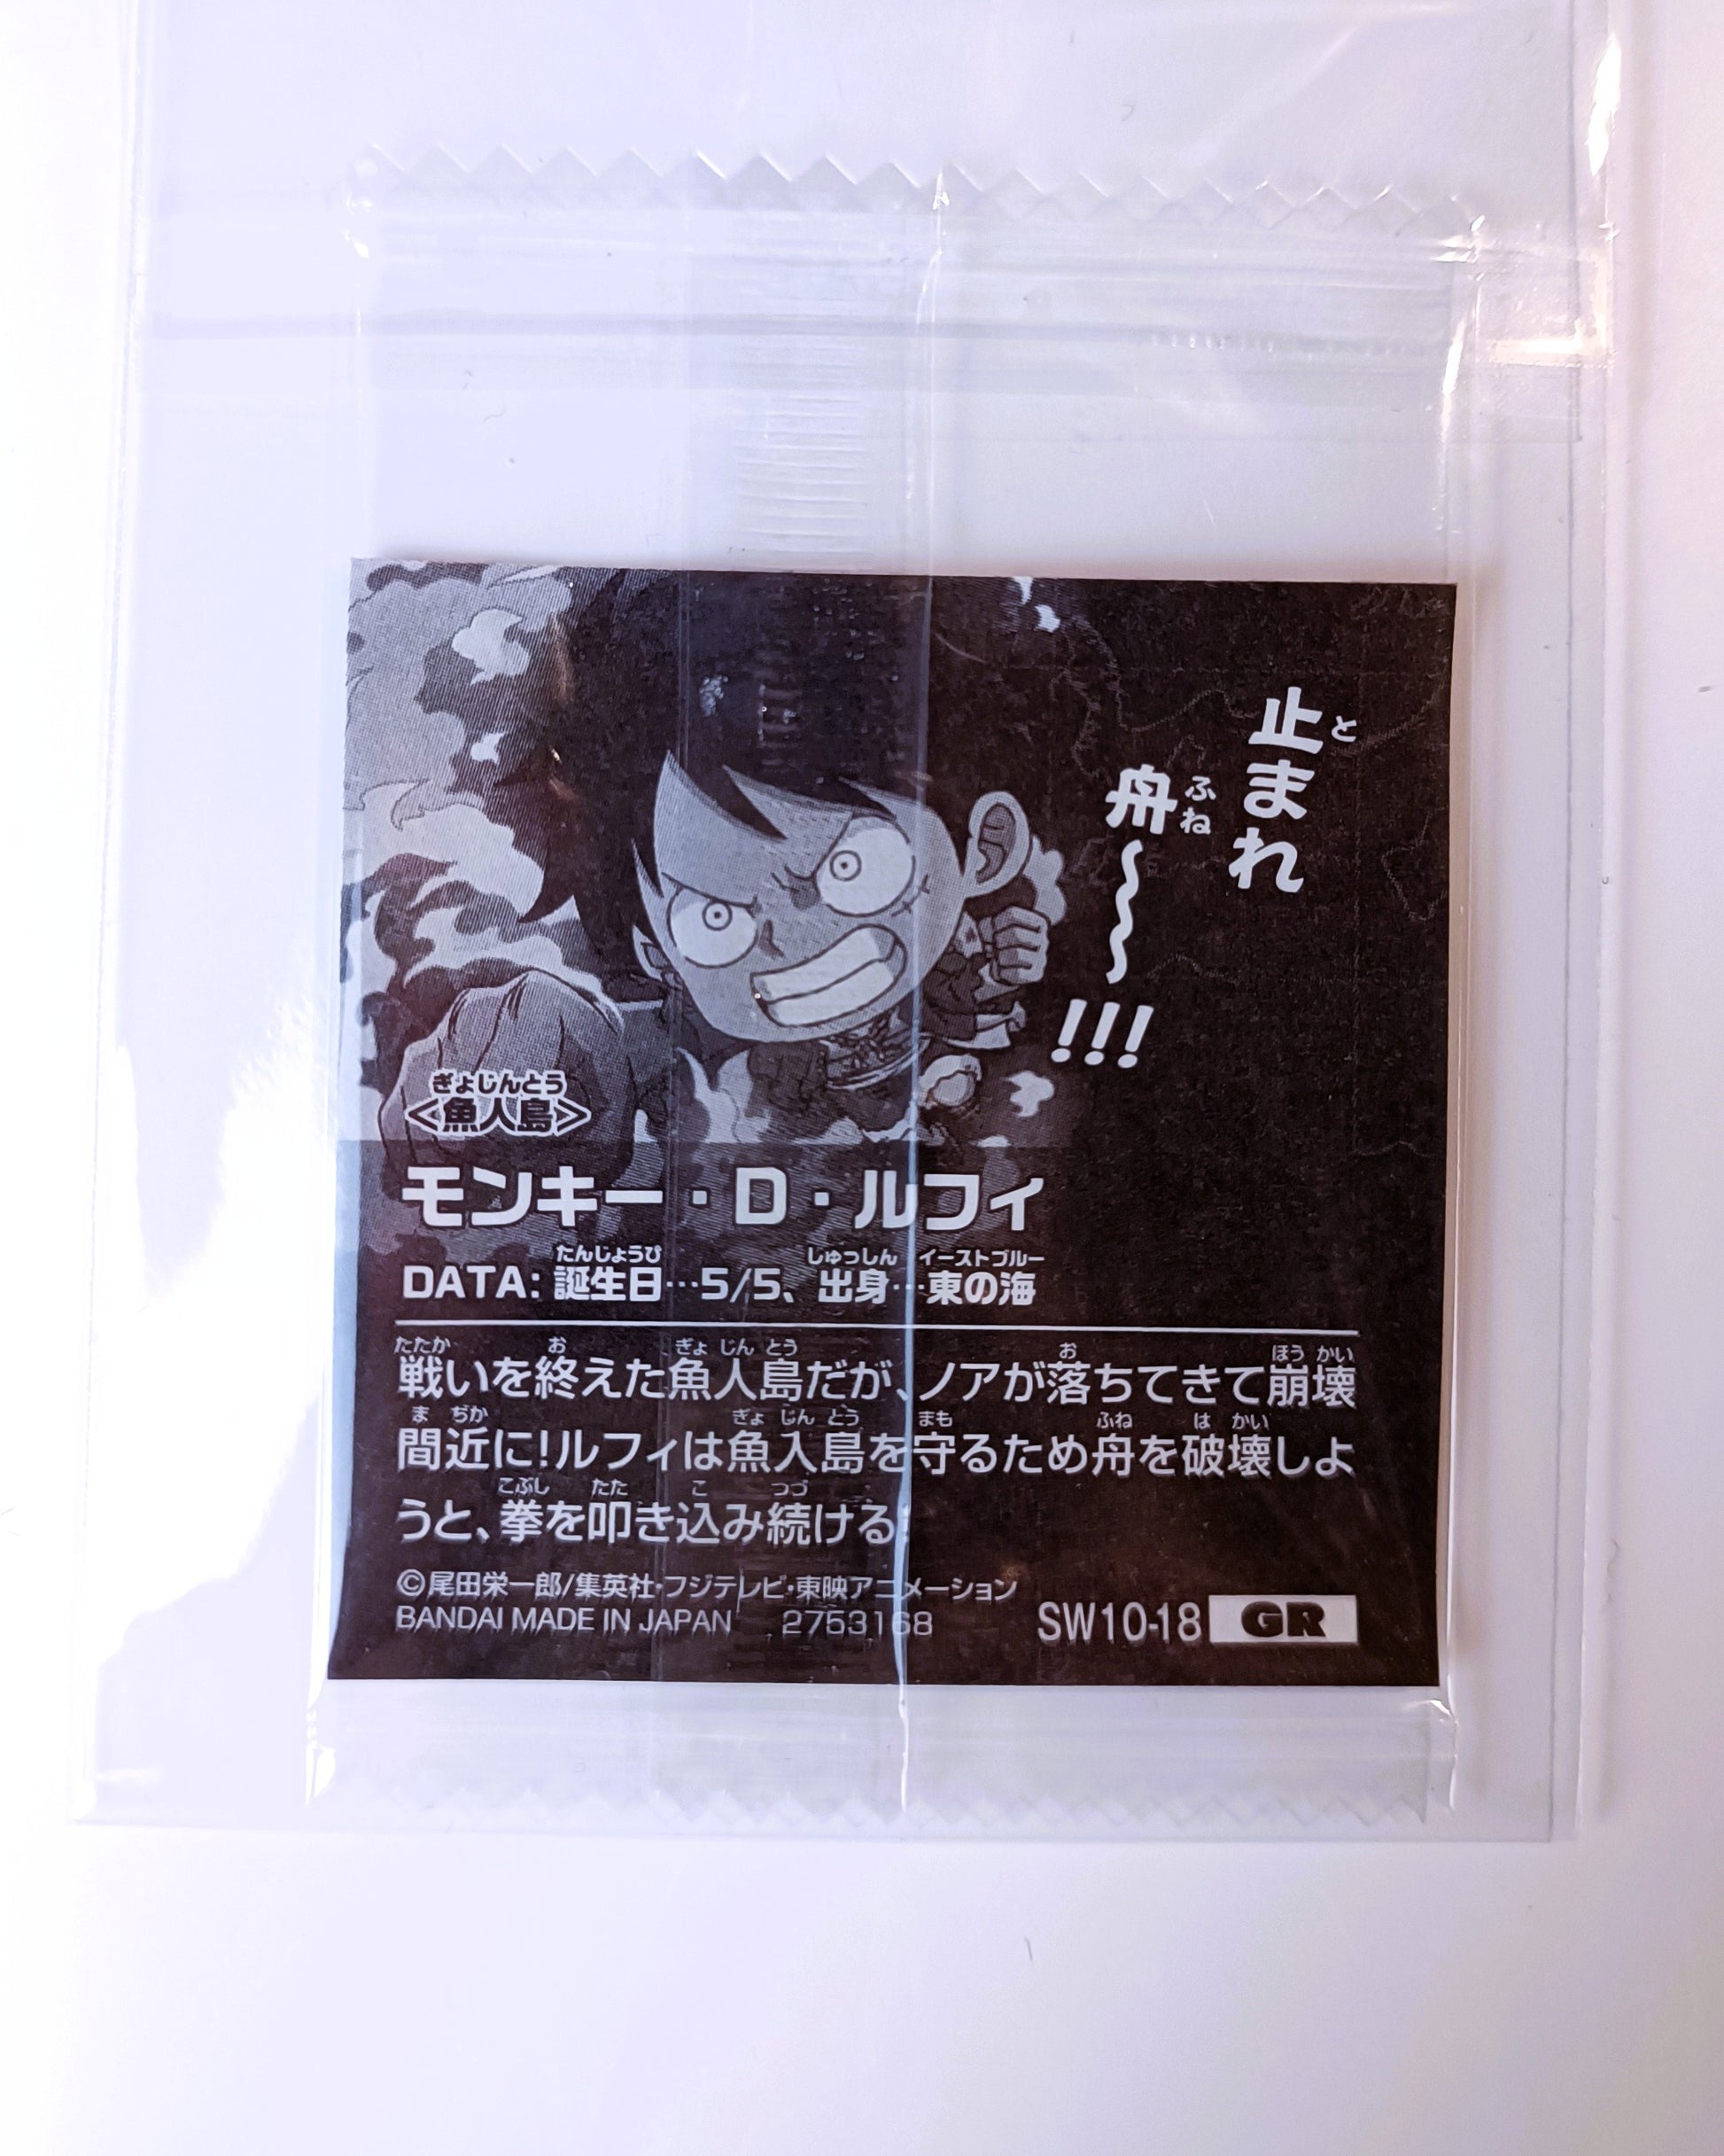 止まれ
舟〜〜!!!
<魚人島>
モンキー・D・ルフィ
DATA: 誕生日…5/5、出身…東の海
戦いを終えた魚人島だが、ノアが落ちてきて崩壊
間近に!ルフィは魚人島を守るため舟を破壊しよ
うと、拳を叩き込み続ける!
©尾田栄一郎/集英社・フジテレビ・東映アニメーション
BANDAI MADE IN JAPAN 2753168
SW10-18 GR